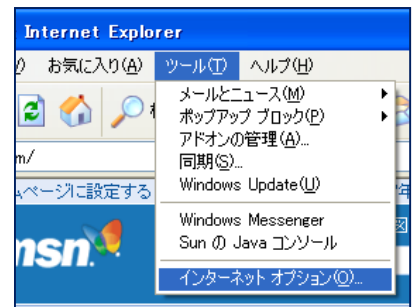 Internet Explorer
お気に入り(A) ツール(T) ヘルプ(H)
メールとニュース(M)
ポップアップ ブロック(P)
アドオンの管理(A)...
同期(S)...
Windows Update(U)
m/
ムページに設定する
Windows Messenger
Sun の Java コンソール
msn
インターネット オプション(O)...